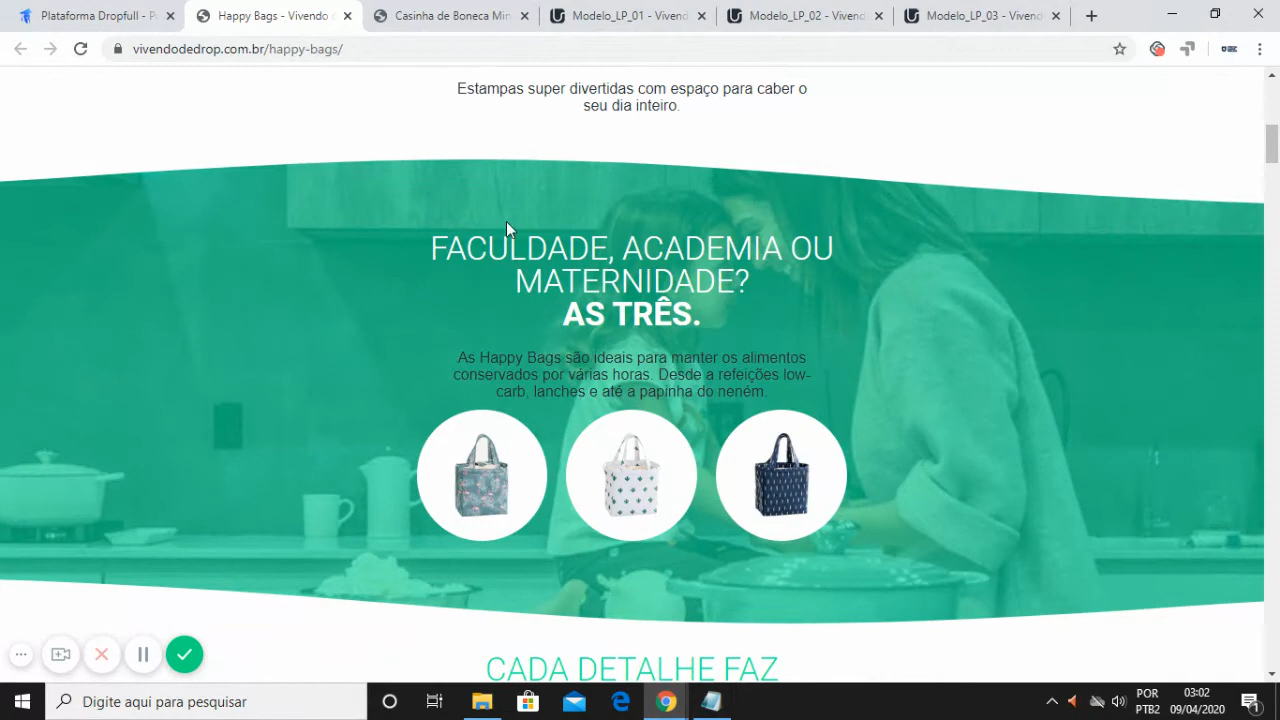 Plataforma Dropfull - Po
Happy Bags - Vivendo d
Casinha de Boneca Min
Modelo_LP_01 - Vivend
Modelo_LP_02 - Vivend
Modelo_LP_03 - Vivend
vivendodedrop.com.br/happy-bags/
Estampas super divertidas com espaço para caber o
seu dia inteiro.
FACULDADE, ACADEMIA OU
MATERNIDADE?
AS TRÊS.
As Happy Bags são ideais para manter os alimentos
conservados por várias horas. Desde a refeições low-
carb, lanches e até a papinha do neném.
CADA DETALHE FAZ
Digite aqui para pesquisar
POR
PTB2
03:02
09/04/2020
1